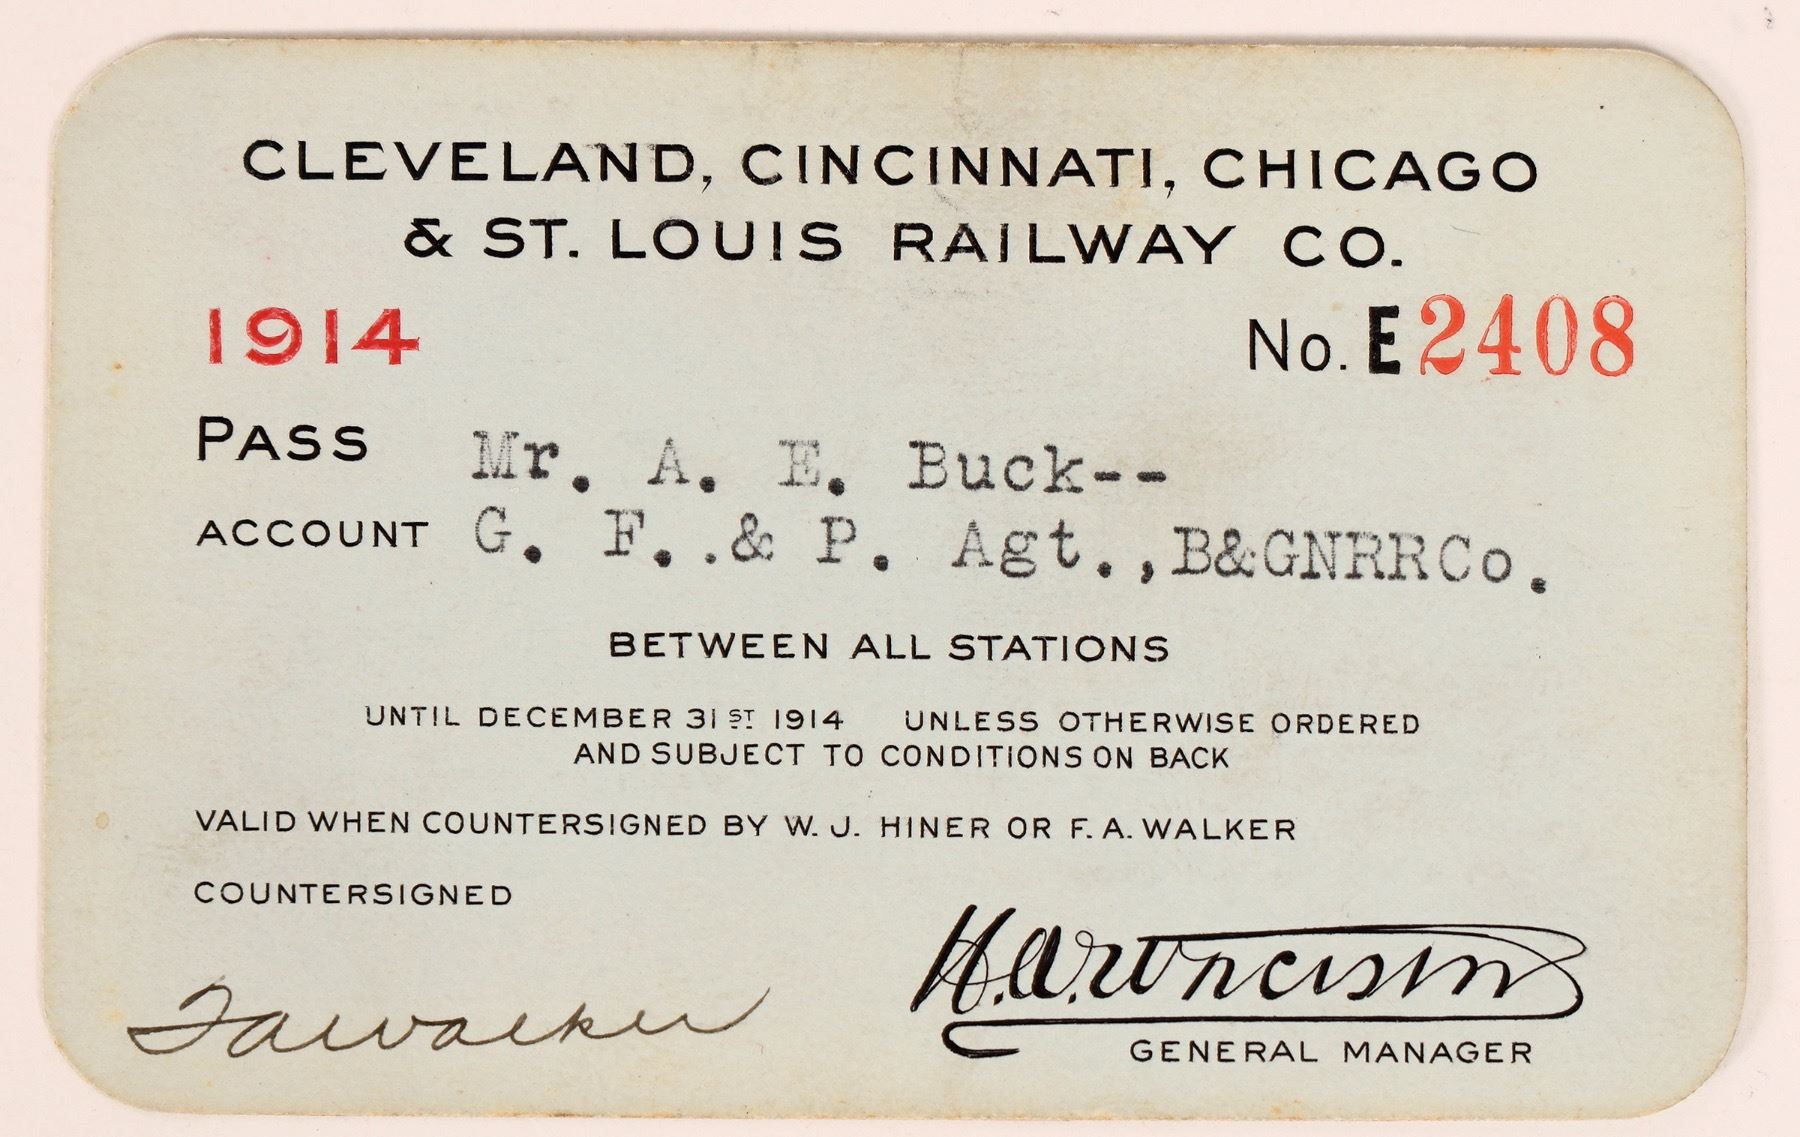 CLEVELAND, CINCINNATI, CHICAGO
& ST. LOUIS RAILWAY CO.
1914 No. E2408
PASS Mr. A. E. Buck--
ACCOUNT G. F. .& P. Agt.,B&GNRRCo.
BETWEEN ALL STATIONS
UNTIL DECEMBER 31ST 1914 UNLESS OTHERWISE ORDERED
AND SUBJECT TO CONDITIONS ON BACK
VALID WHEN COUNTERSIGNED BY W. J. HINER OR F. A. WALKER
COUNTERSIGNED
F A Walker
H. A.
GENERAL MANAGER